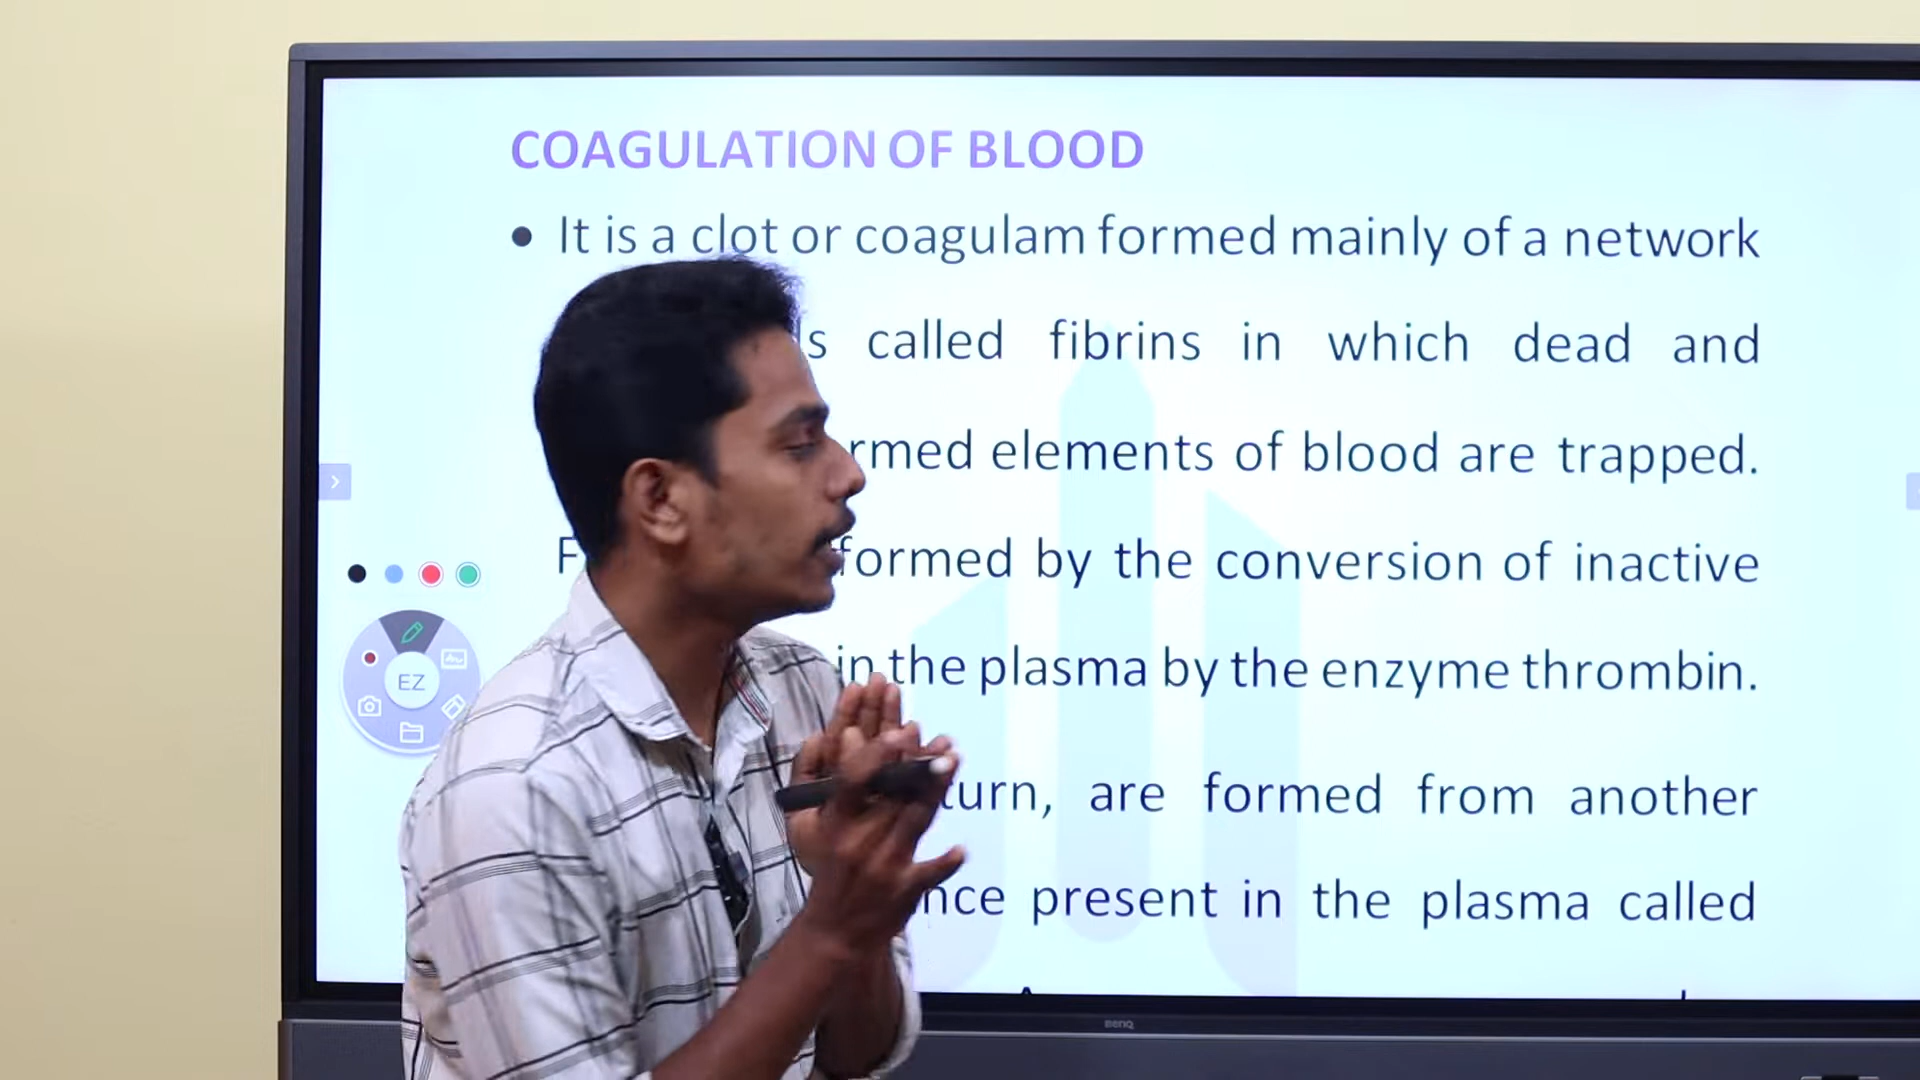 COAGULATION OF BLOOD
• It is a clot or coagulam formed mainly of a network
called fibrins in which dead and
elements of blood are trapped.
formed by the conversion of inactive
in the plasma by the enzyme thrombin.
turn, are formed from another
present in the plasma called
EZ
BenQ